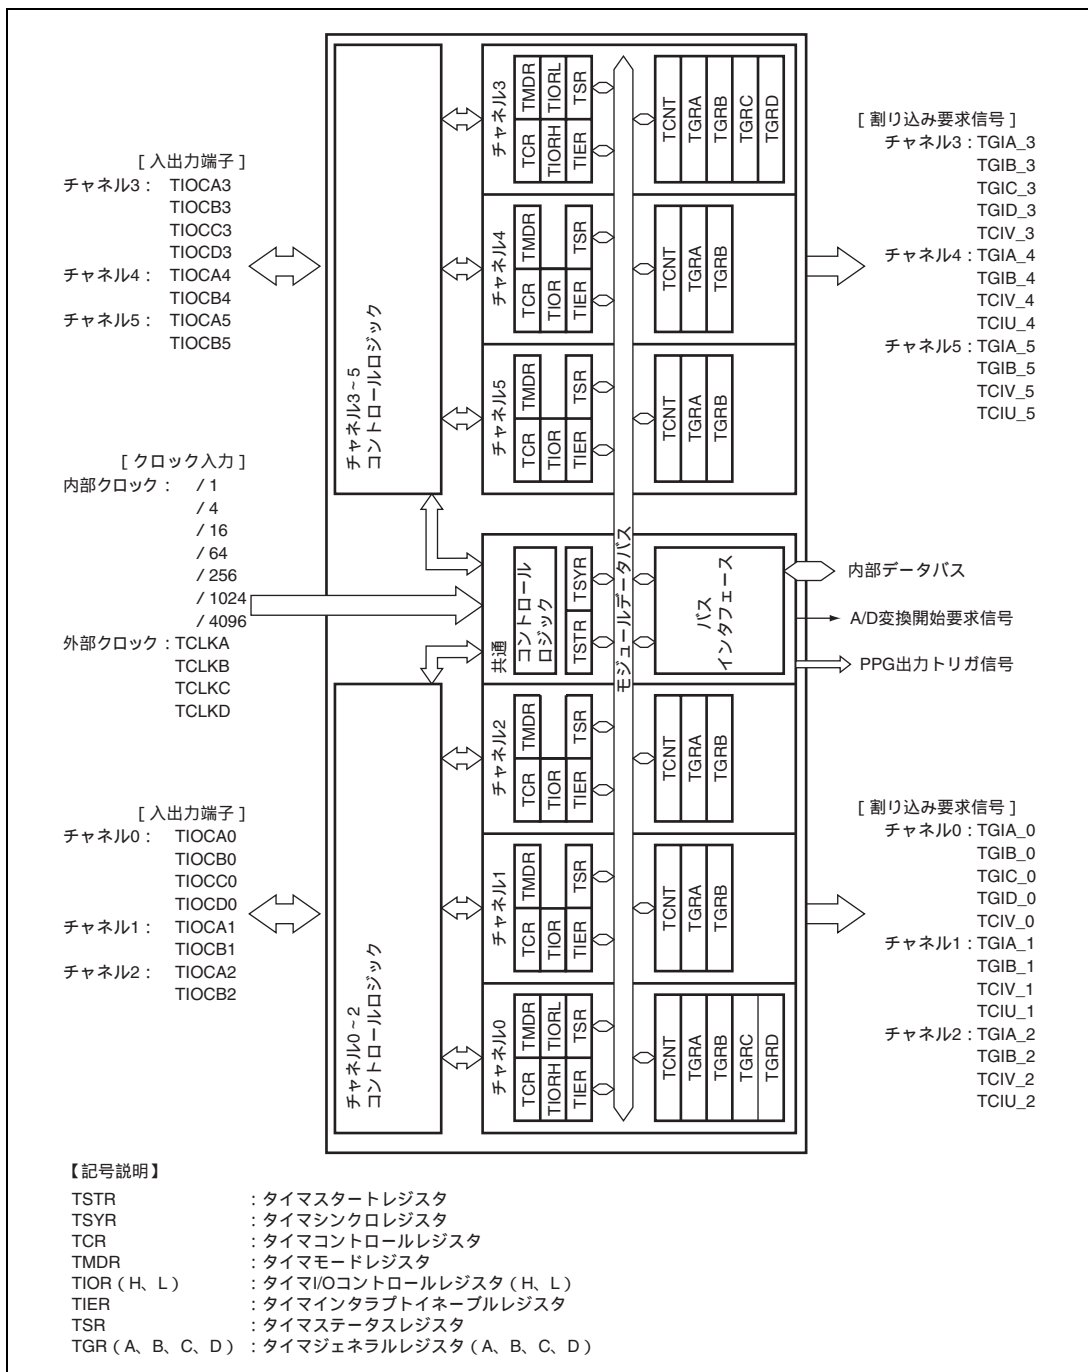 [ 入出力端子 ]
チャネル3 : TIOCA3
TIOCB3
TIOCC3
TIOCD3
チャネル4 : TIOCA4
TIOCB4
チャネル5 : TIOCA5
TIOCB5
[ クロック入力 ]
内部クロック : / 1
/ 4
/ 16
/ 64
/ 256
/ 1024
/ 4096
外部クロック : TCLKA
TCLKB
TCLKC
TCLKD
[ 入出力端子 ]
チャネル0 : TIOCA0
TIOCB0
TIOCC0
TIOCD0
チャネル1 : TIOCA1
TIOCB1
チャネル2 : TIOCA2
TIOCB2
チャネル3~5
コントロールロジック
チャネル0~2
コントロールロジック
チャネル3
TCR TMDR
TIORH TIORL
TIER TSR
TCNT
TGRA
TGRB
TGRC
TGRD
チャネル4
TCR TMDR
TIOR
TIER TSR
TCNT
TGRA
TGRB
チャネル5
TCR TMDR
TIOR
TIER TSR
TCNT
TGRA
TGRB
共通
コントロール
ロジック
TSTR TSYR
モジュールデータバス
バス
インタフェース
チャネル2
TCR TMDR
TIOR
TIER TSR
TCNT
TGRA
TGRB
チャネル1
TCR TMDR
TIOR
TIER TSR
TCNT
TGRA
TGRB
チャネル0
TCR TMDR
TIORH TIORL
TIER TSR
TCNT
TGRA
TGRB
TGRC
TGRD
[ 割り込み要求信号 ]
チャネル3 : TGIA_3
TGIB_3
TGIC_3
TGID_3
TCIV_3
チャネル4 : TGIA_4
TGIB_4
TCIV_4
TCIU_4
チャネル5 : TGIA_5
TGIB_5
TCIV_5
TCIU_5
内部データバス
A/D変換開始要求信号
PPG出力トリガ信号
[ 割り込み要求信号 ]
チャネル0 : TGIA_0
TGIB_0
TGIC_0
TGID_0
TCIV_0
チャネル1 : TGIA_1
TGIB_1
TCIV_1
TCIU_1
チャネル2 : TGIA_2
TGIB_2
TCIV_2
TCIU_2
【記号説明】
TSTR : タイマスタートレジスタ
TSYR : タイマシンクロレジスタ
TCR : タイマコントロールレジスタ
TMDR : タイマモードレジスタ
TIOR ( H、L ) : タイマI/Oコントロールレジスタ ( H、L )
TIER : タイマインタラプトイネーブルレジスタ
TSR : タイマステータスレジスタ
TGR ( A、B、C、D ) : タイマジェネラルレジスタ ( A、B、C、D )